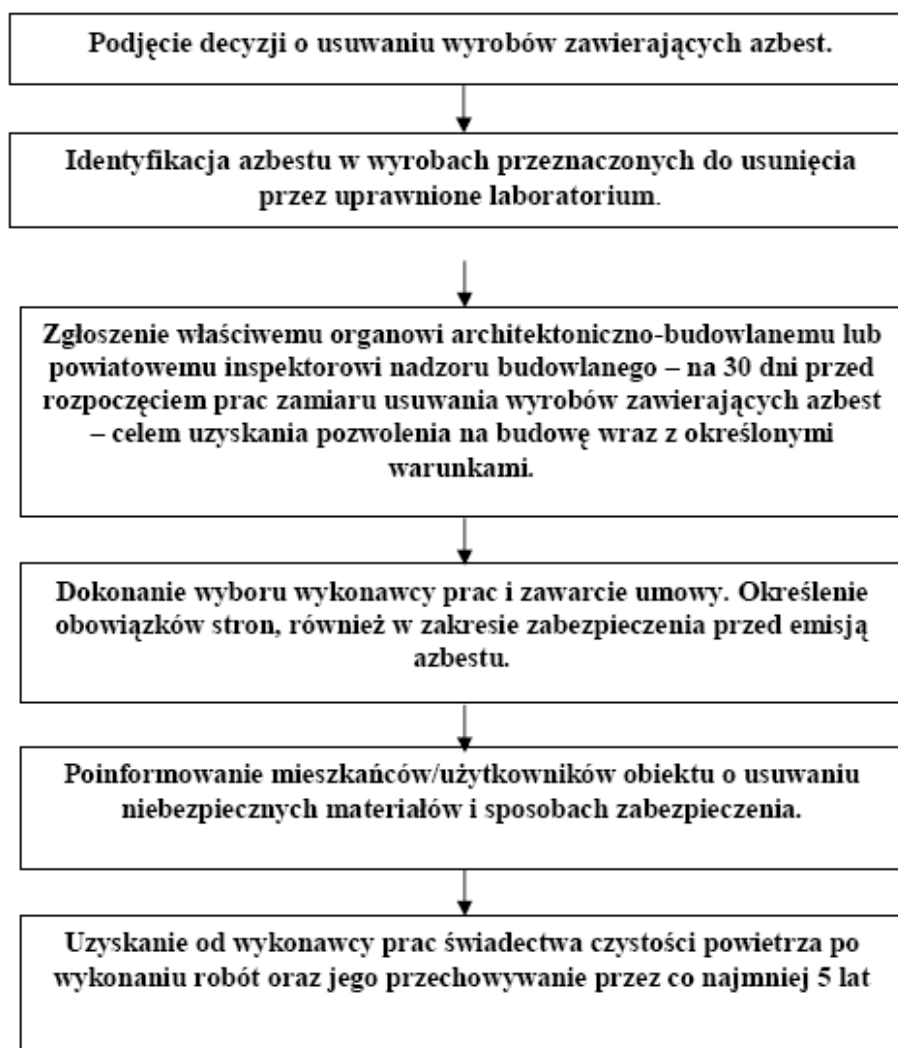 Podjęcie decyzji o usuwaniu wyrobów zawierających azbest.
Identyfikacja azbestu w wyrobach przeznaczonych do usunięcia
przez uprawnione laboratorium.
Zgłoszenie właściwemu organowi architektoniczno-budowlanemu lub
powiatowemu inspektorowi nadzoru budowlanego – na 30 dni przed
rozpoczęciem prac zamiaru usuwania wyrobów zawierających azbest
– celem uzyskania pozwolenia na budowę wraz z określonymi
warunkami.
Dokonanie wyboru wykonawcy prac i zawarcie umowy. Określenie
obowiązków stron, również w zakresie zabezpieczenia przed emisją
azbestu.
Poinformowanie mieszkańców/użytkowników obiektu o usuwaniu
niebezpiecznych materiałów i sposobach zabezpieczenia.
Uzyskanie od wykonawcy prac świadectwa czystości powietrza po
wykonaniu robót oraz jego przechowywanie przez co najmniej 5 lat